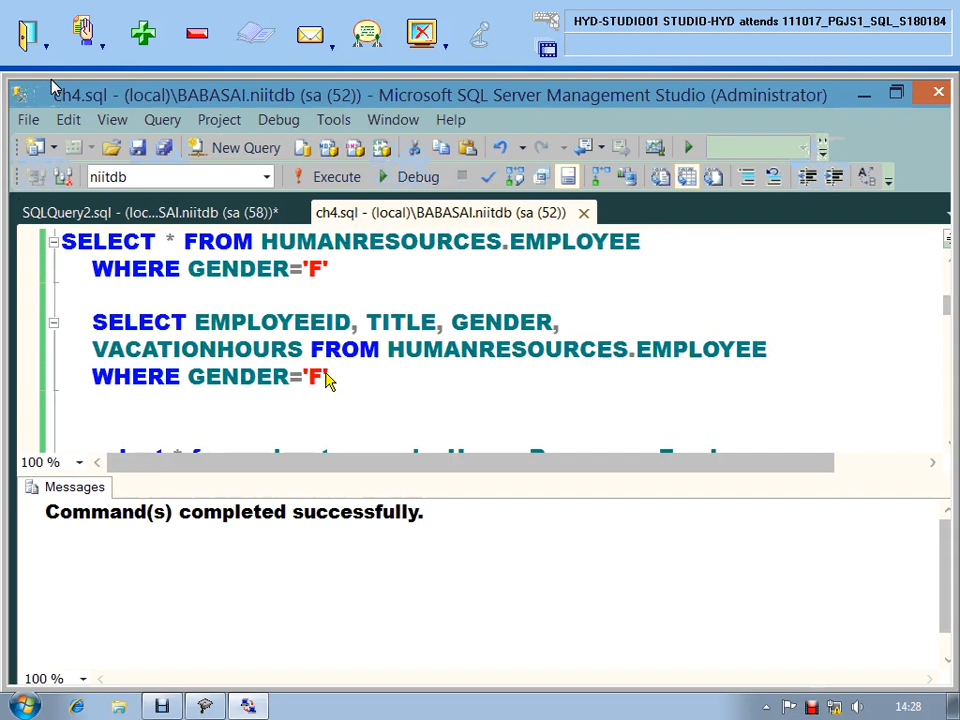 HYD-STUDIO01 STUDIO-HYD attends 111017_PGJS1_SQL_S180184
ch4.sql - (local)\BABASAI.niitdb (sa (52)) - Microsoft SQL Server Management Studio (Administrator)
File Edit View Query Project Debug Tools Window Help
New Query
niitdb Execute Debug
SQLQuery2.sql - (loc...SAI.niitdb (sa (58))* ch4.sql - (local)\BABASAI.niitdb (sa (52))
SELECT * FROM HUMANRESOURCES.EMPLOYEE
WHERE GENDER='F'
SELECT EMPLOYEEID, TITLE, GENDER,
VACATIONHOURS FROM HUMANRESOURCES.EMPLOYEE
WHERE GENDER='F'
100 %
Messages
Command(s) completed successfully.
100 %
14:28